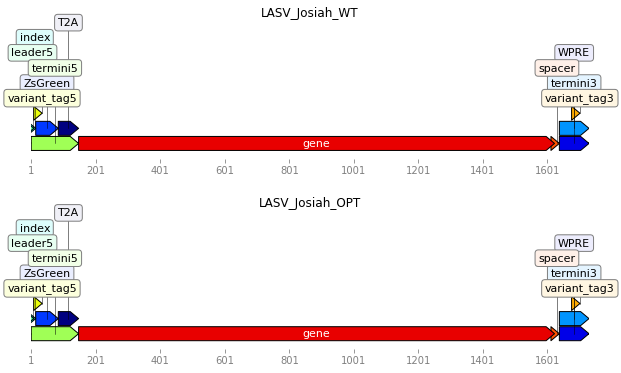 LASV_Josiah_WT
T2A
index
leader5
WPRE
termini5
spacer
ZsGreen
termini3
variant_tag5
variant_tag3
gene
1 201 401 601 801 1001 1201 1401 1601
LASV_Josiah_OPT
T2A
index
leader5
WPRE
termini5
spacer
ZsGreen
termini3
variant_tag5
variant_tag3
gene
1 201 401 601 801 1001 1201 1401 1601